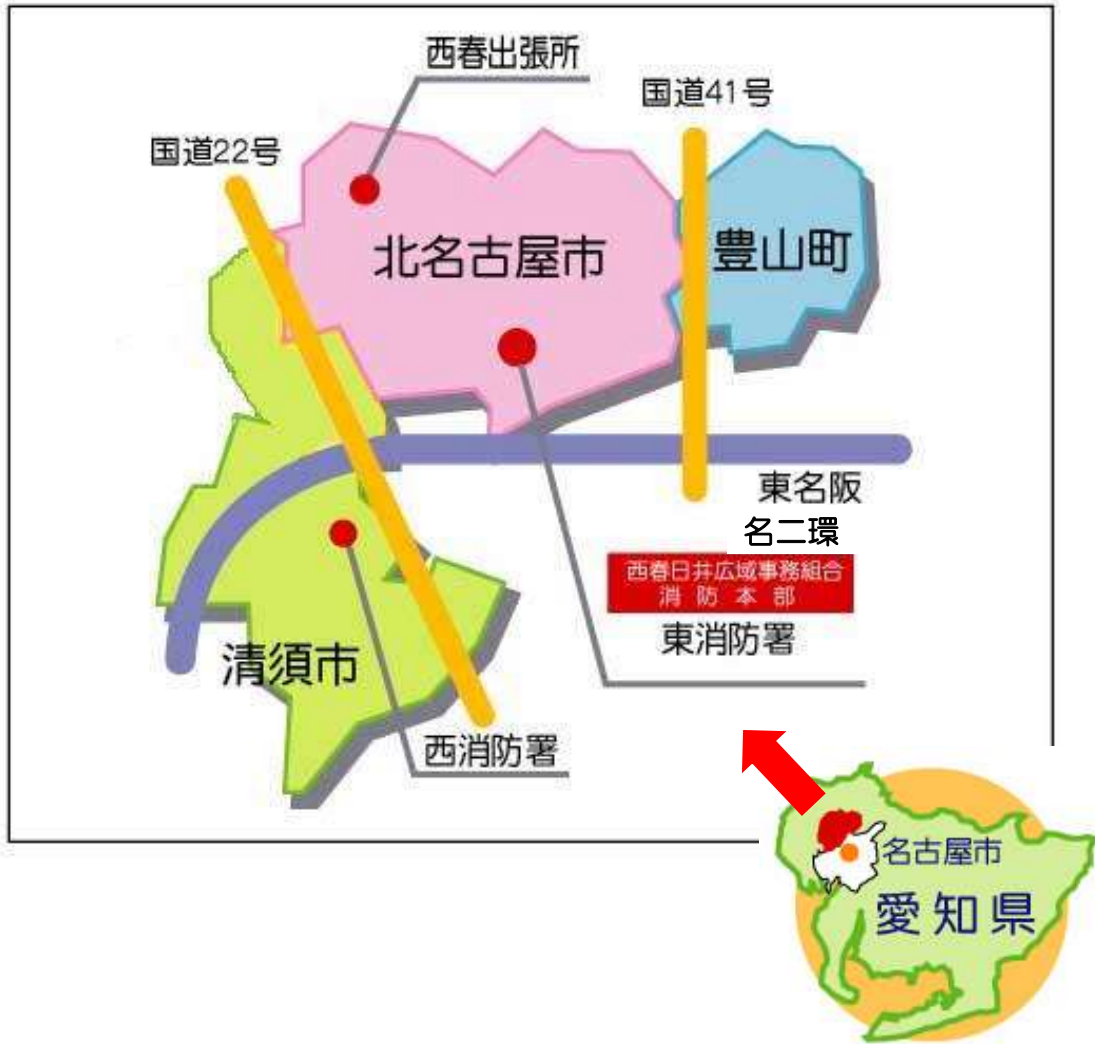 西春出張所
国道41号
国道22号
北名古屋市
豊山町
東名阪
名二環
西春日井広域事務組合
消防本部
東消防署
清須市
西消防署
名古屋市
愛知県